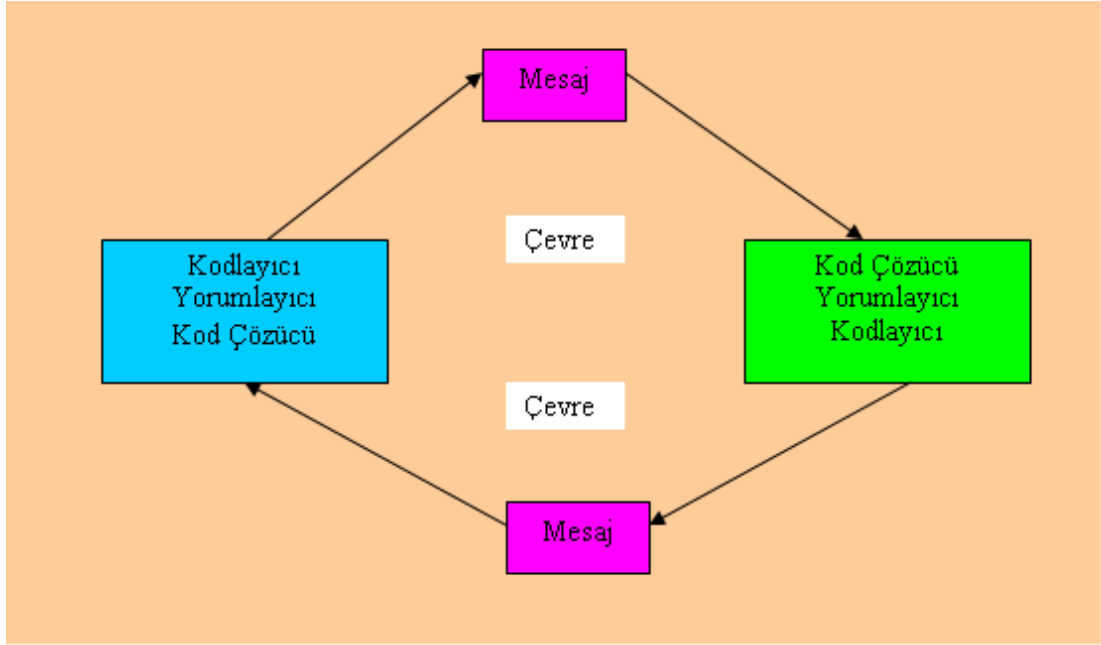 Mesaj
Çevre
Kodlayıcı
Yorumlayıcı
Kod Çözücü
Kod Çözücü
Yorumlayıcı
Kodlayıcı
Çevre
Mesaj